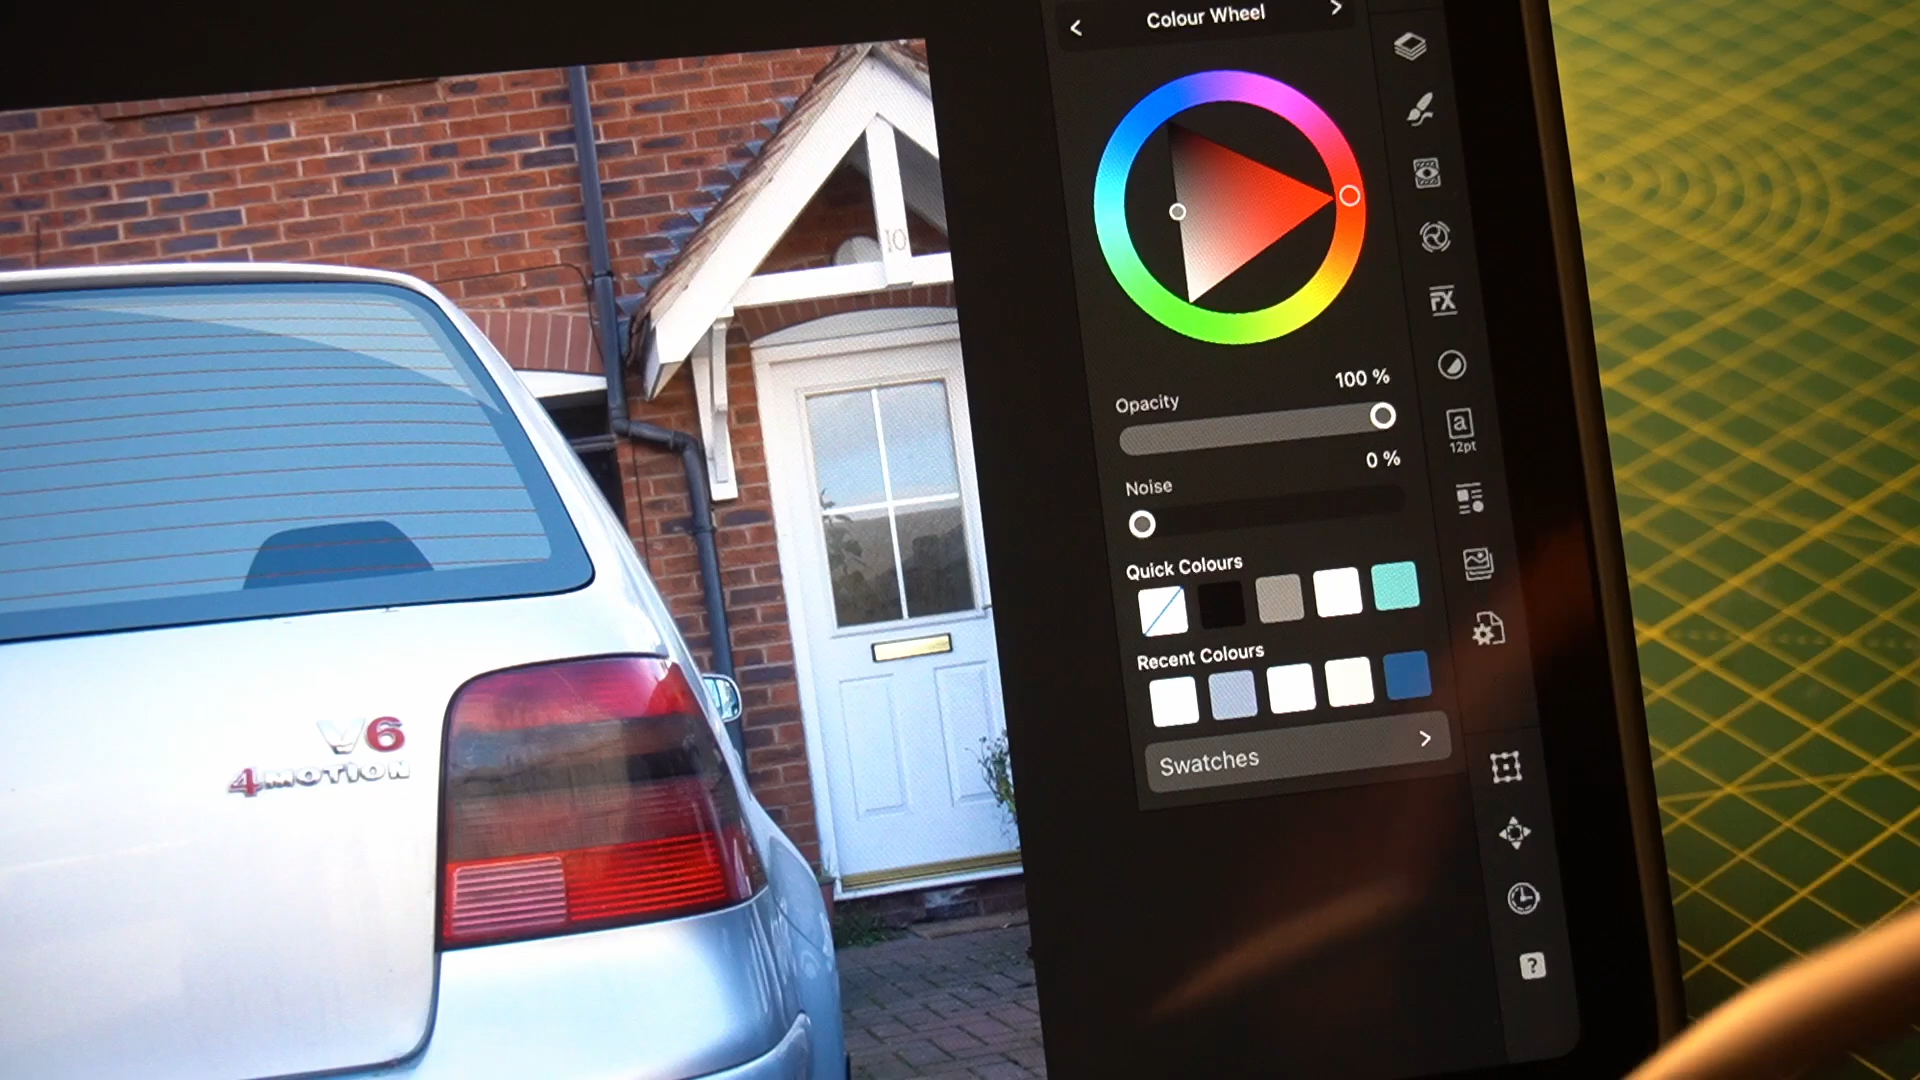 Colour Wheel
10
100 %
Opacity
a
12pt
0 %
Noise
FX
Quick Colours
Recent Colours
Swatches
V6
4MOTION
?